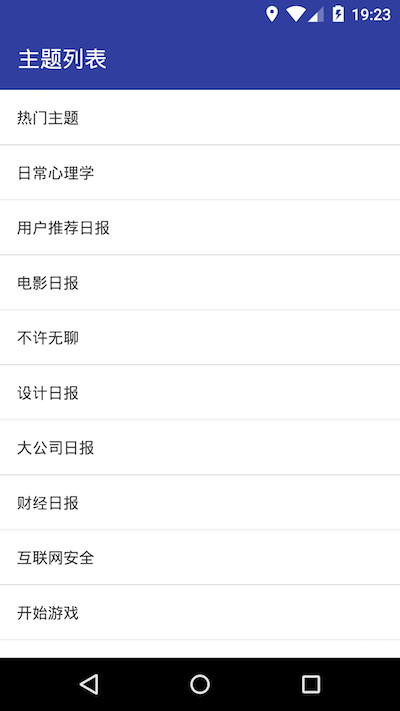 19:23
主题列表
热门主题
日常心理学
用户推荐日报
电影日报
不许无聊
设计日报
大公司日报
财经日报
互联网安全
开始游戏